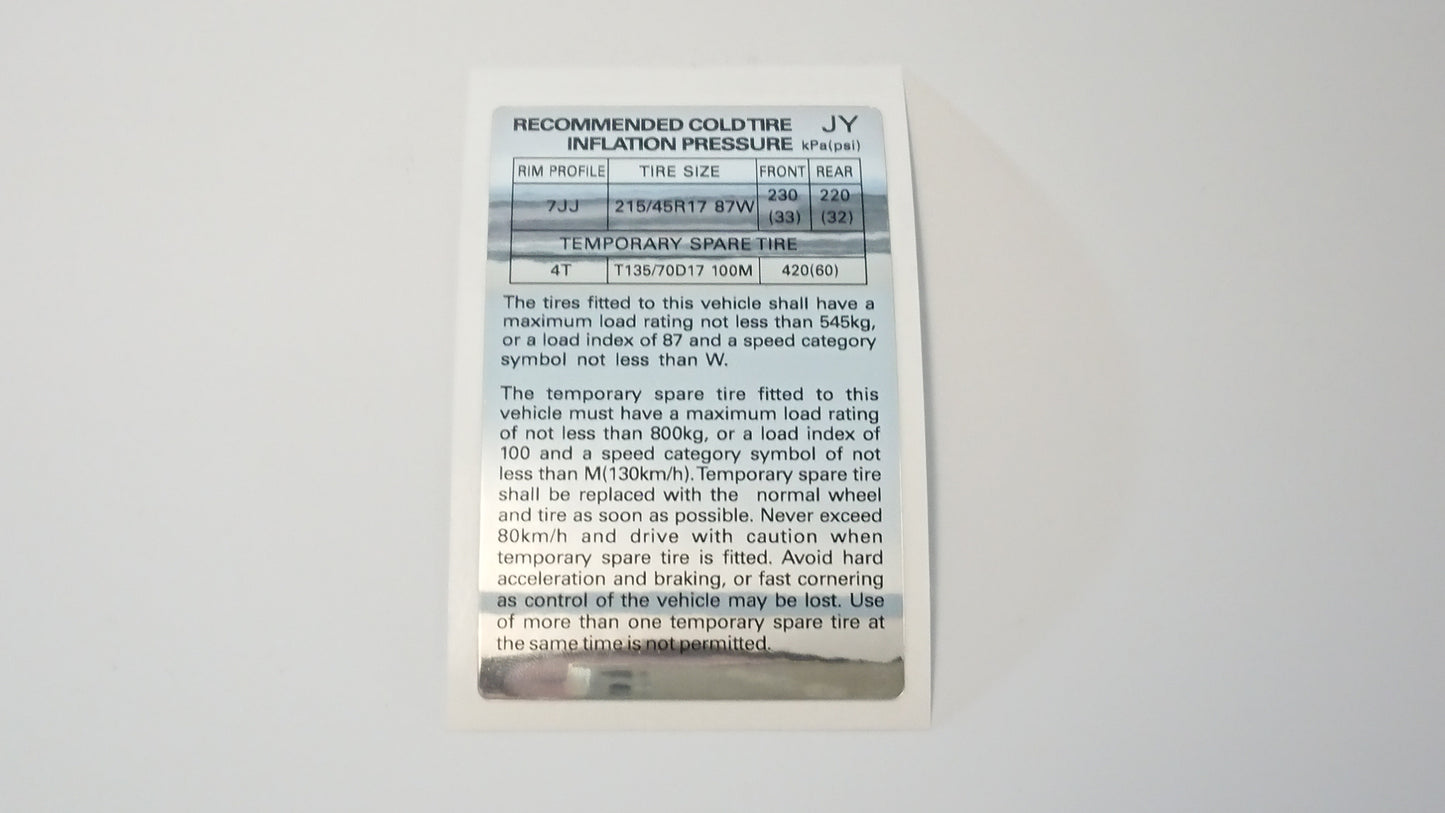 RECOMMENDED COLD TIRE JY
INFLATION PRESSURE kPa(psi)
RIM PROFILE TIRE SIZE FRONT REAR
7JJ 215/45R17 87W 230 (33) 220 (32)
TEMPORARY SPARE TIRE
4T T135/70D17 100M 420(60)
The tires fitted to this vehicle shall have a
maximum load rating not less than 545kg,
or a load index of 87 and a speed category
symbol not less than W.
The temporary spare tire fitted to this
vehicle must have a maximum load rating
of not less than 800kg, or a load index of
100 and a speed category symbol of not
less than M(130km/h). Temporary spare tire
shall be replaced with the normal wheel
and tire as soon as possible. Never exceed
80km/h and drive with caution when
temporary spare tire is fitted. Avoid hard
acceleration and braking, or fast cornering
as control of the vehicle may be lost. Use
of more than one temporary spare tire at
the same time is not permitted.